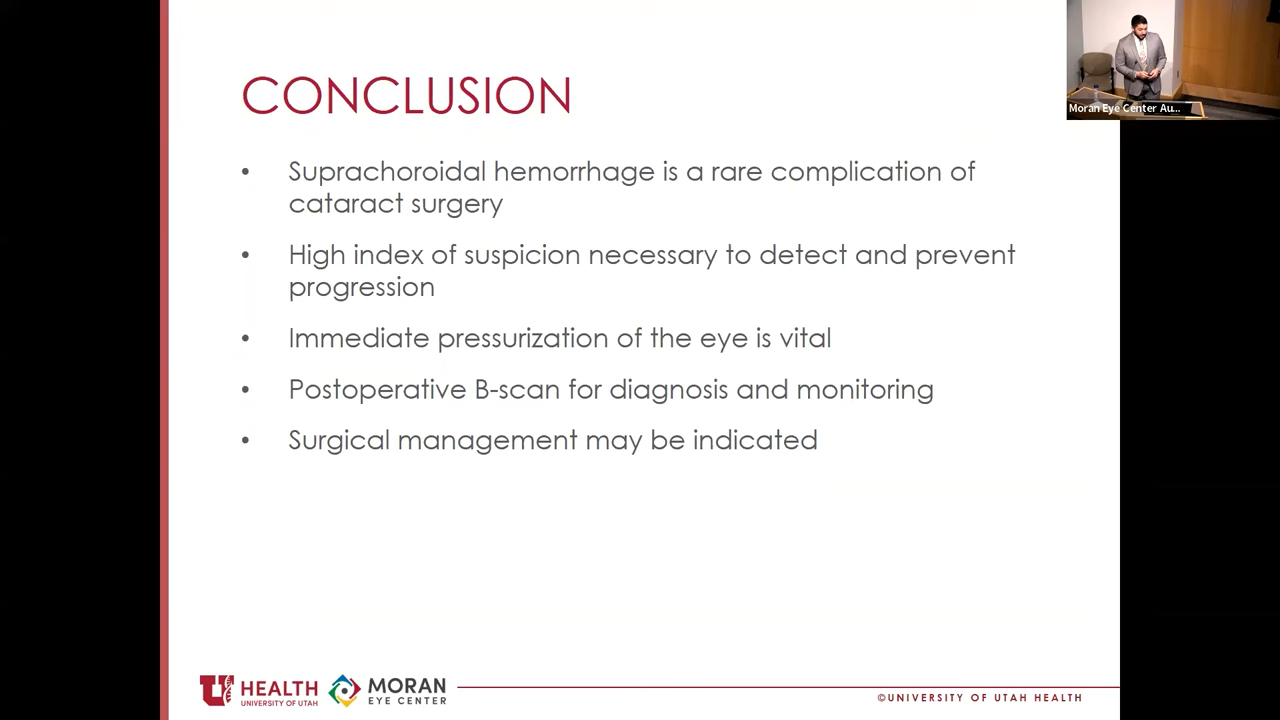 CONCLUSION
• Suprachoroidal hemorrhage is a rare complication of
cataract surgery
• High index of suspicion necessary to detect and prevent
progression
• Immediate pressurization of the eye is vital
• Postoperative B-scan for diagnosis and monitoring
• Surgical management may be indicated
Moran Eye Center Au...
U HEALTH
UNIVERSITY OF UTAH
MORAN
EYE CENTER
©UNIVERSITY OF UTAH HEALTH